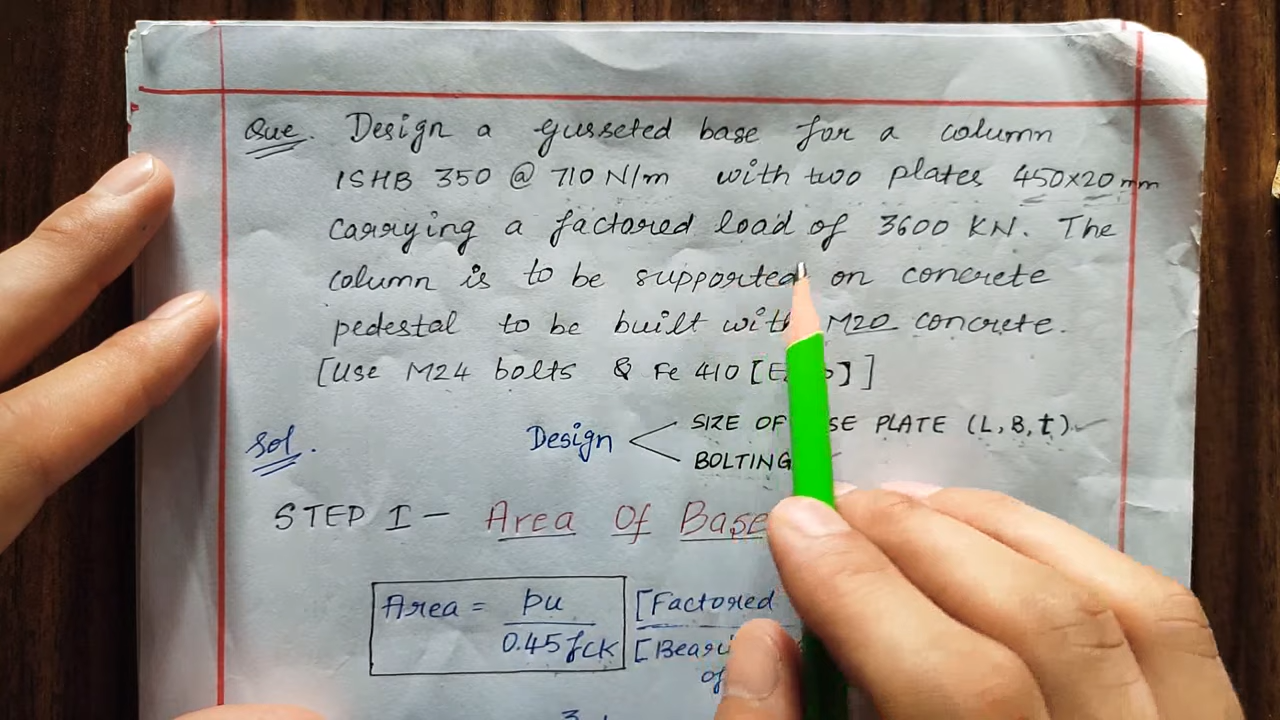 Que. Design a gusseted base for a column
ISHB 350 @ 710 N/m with two plates 450x20 mm
carrying a factored load of 3600 KN. The
column is to be supported on concrete
pedestal to be built with M20 concrete.
[Use M24 bolts & Fe 410 [E ]]
Sol. Design
SIZE OF SE PLATE (L, B, t)
BOLTING
STEP I - Area Of Base
Area = pu / 0.45 fck
[Factored
[Beari
of